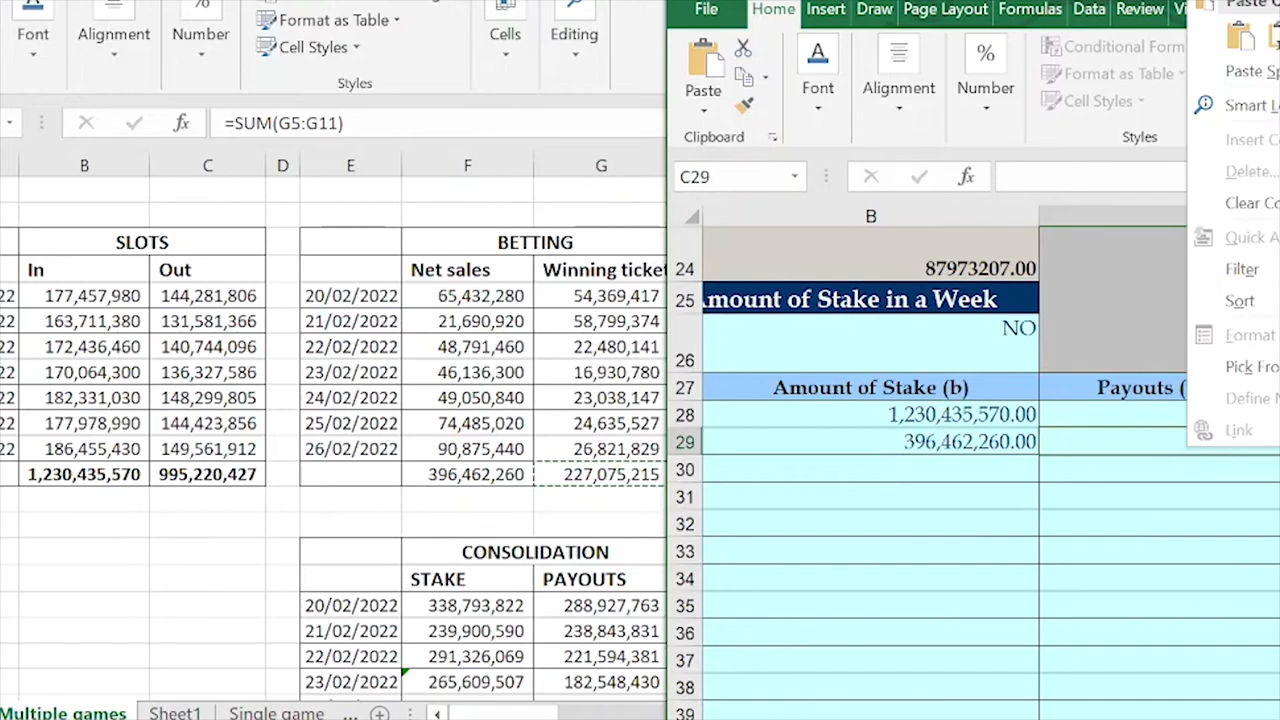 Font
Alignment
Number
Format as Table
Cell Styles
Styles
Cells
Editing
=SUM(G5:G11)
B C D E F G
SLOTS BETTING
In Out Net sales Winning ticket
22 177,457,980 144,281,806 20/02/2022 65,432,280 54,369,417
22 163,711,380 131,581,366 21/02/2022 21,690,920 58,799,374
22 172,436,460 140,744,096 22/02/2022 48,791,460 22,480,141
22 170,064,300 136,327,586 23/02/2022 46,136,300 16,930,780
22 182,331,030 148,299,805 24/02/2022 49,050,840 23,038,147
22 177,978,990 144,423,856 25/02/2022 74,485,020 24,635,527
22 186,455,430 149,561,912 26/02/2022 90,875,440 26,821,829
1,230,435,570 995,220,427 396,462,260 227,075,215
CONSOLIDATION
STAKE PAYOUTS
20/02/2022 338,793,822 288,927,763
21/02/2022 239,900,590 238,843,831
22/02/2022 291,326,069 221,594,381
23/02/2022 265,609,507 182,548,430
Multiple games Sheet1 Single game ...
File Home Insert Draw Page Layout Formulas Data Review
Paste
Clipboard
Font
Alignment
Number
Conditional Form
Format as Table
Cell Styles
Styles
C29
B
24 87973207.00
25 Amount of Stake in a Week
26 NO
27 Amount of Stake (b) Payouts (
28 1,230,435,570.00
29 396,462,260.00
30
31
32
33
34
35
36
37
38
39
Paste O
Paste Sp
Smart Lo
Insert Co
Delete...
Clear Co
Quick A
Filter
Sort
Format
Pick Fro
Define N
Link